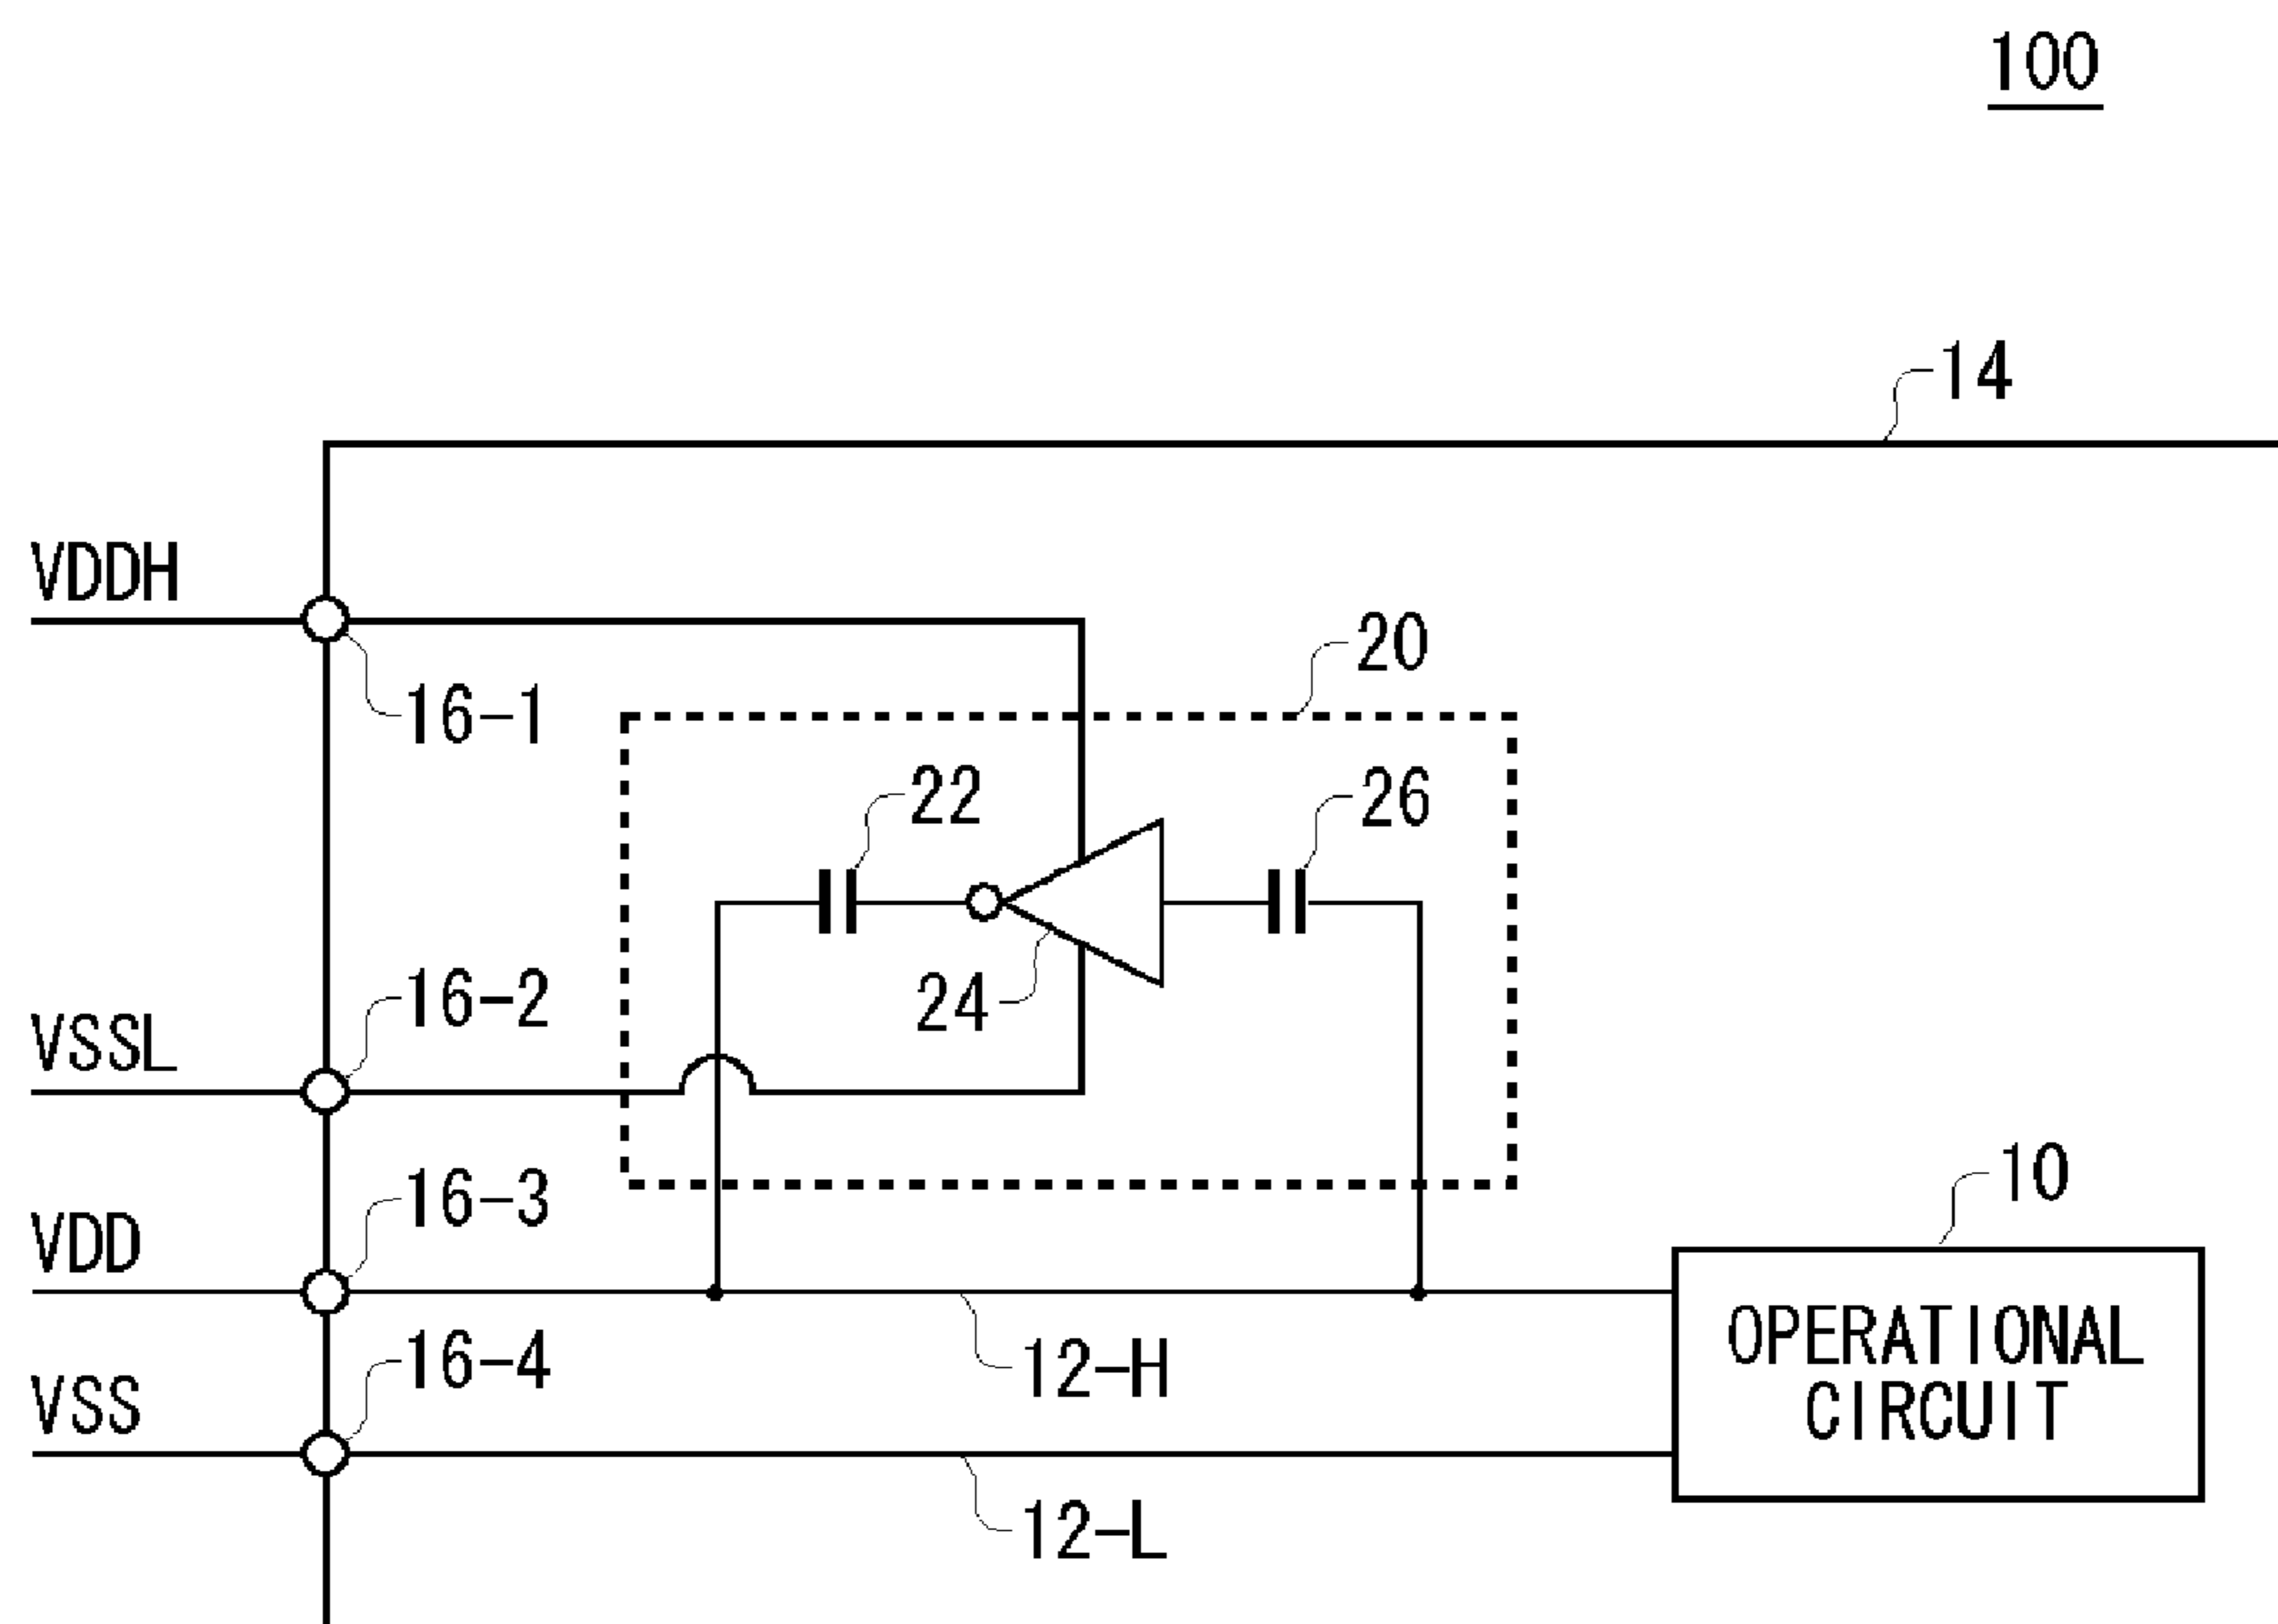 100
14
VDDH
16-1
20
22
26
24
16-2
VSSL
16-3
VDD
10
OPERATIONAL
CIRCUIT
12-H
16-4
VSS
12-L